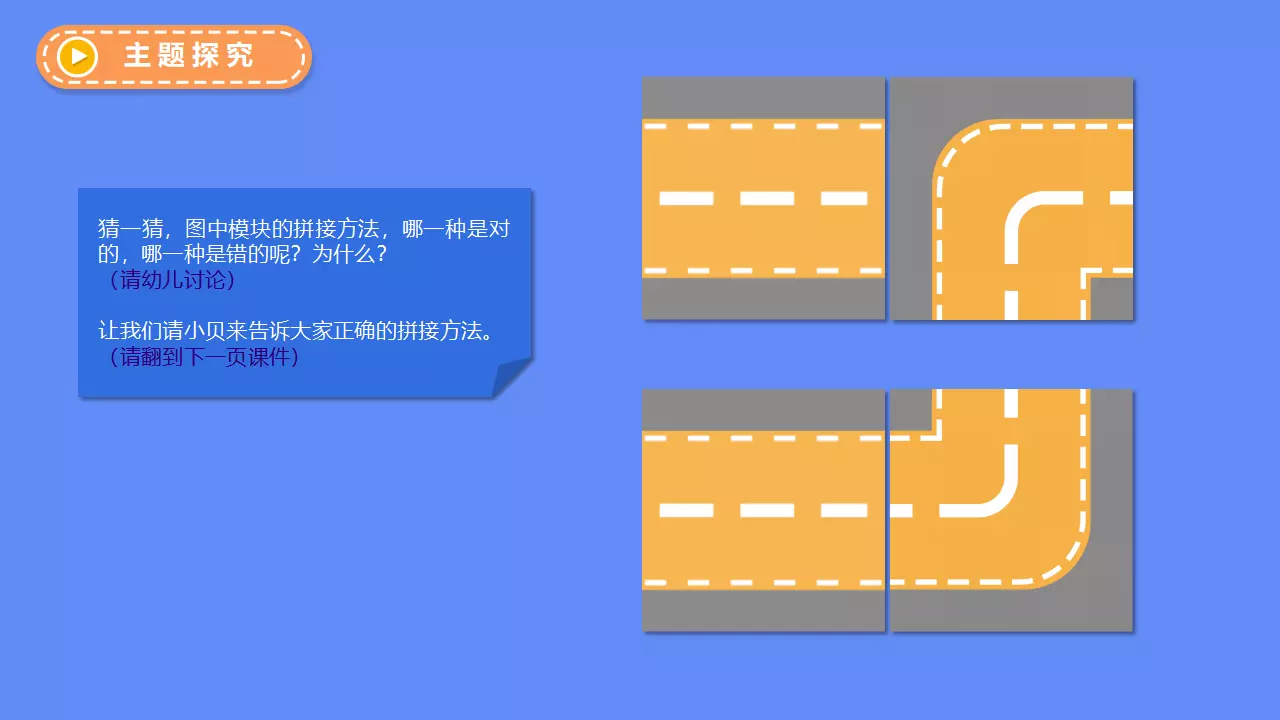 主题探究
猜一猜，图中模块的拼接方法，哪一种是对
的，哪一种是错的呢？为什么？
（请幼儿讨论）
让我们请小贝来告诉大家正确的拼接方法。
（请翻到下一页课件）